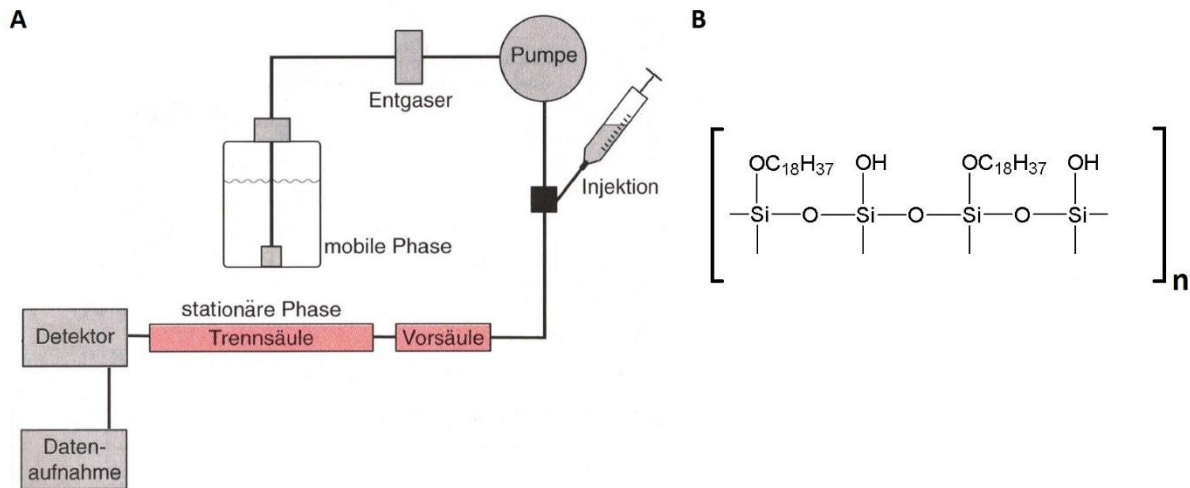 A
Pumpe
Entgaser
Injektion
mobile Phase
stationäre Phase
Trennsäule
Vorsäule
Detektor
Daten-
aufnahme
B
OC₁₈H₃₇ OH OC₁₈H₃₇ OH
Si O Si O Si O Si
n